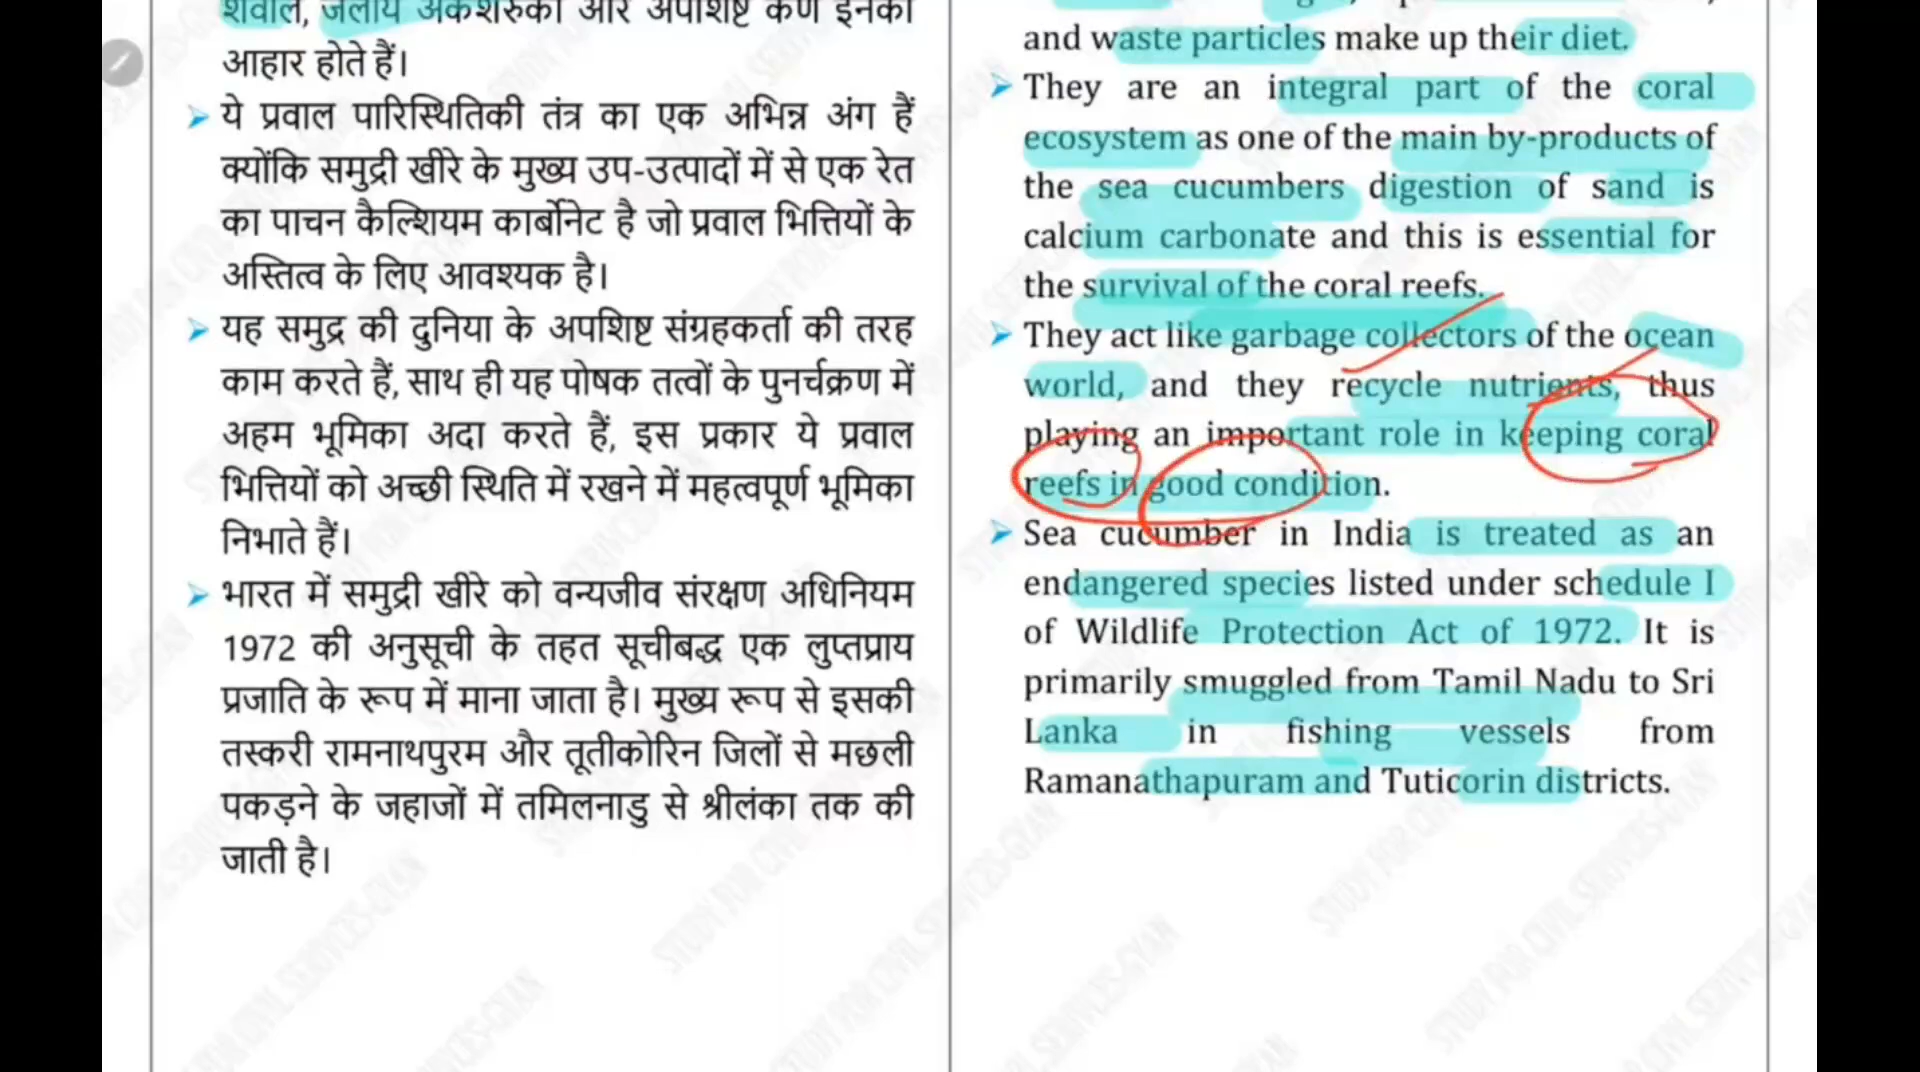 शैवाल, जलीय अकशेरुकी और अपशिष्ट कण इनका
आहार होते हैं।
➢ ये प्रवाल पारिस्थितिकी तंत्र का एक अभिन्न अंग हैं
क्योंकि समुद्री खीरे के मुख्य उप-उत्पादों में से एक रेत
का पाचन कैल्शियम कार्बोनेट है जो प्रवाल भित्तियों के
अस्तित्व के लिए आवश्यक है।
➢ यह समुद्र की दुनिया के अपशिष्ट संग्रहकर्ता की तरह
काम करते हैं, साथ ही यह पोषक तत्वों के पुनर्चक्रण में
अहम भूमिका अदा करते हैं, इस प्रकार ये प्रवाल
भित्तियों को अच्छी स्थिति में रखने में महत्वपूर्ण भूमिका
निभाते हैं।
➢ भारत में समुद्री खीरे को वन्यजीव संरक्षण अधिनियम
1972 की अनुसूची के तहत सूचीबद्ध एक लुप्तप्राय
प्रजाति के रूप में माना जाता है। मुख्य रूप से इसकी
तस्करी रामनाथपुरम और तूतीकोरिन जिलों से मछली
पकड़ने के जहाजों में तमिलनाडु से श्रीलंका तक की
जाती है।
and waste particles make up their diet.
➢ They are an integral part of the coral
ecosystem as one of the main by-products of
the sea cucumbers digestion of sand is
calcium carbonate and this is essential for
the survival of the coral reefs.
➢ They act like garbage collectors of the ocean
world, and they recycle nutrients, thus
playing an important role in keeping coral
reefs in good condition.
➢ Sea cucumber in India is treated as an
endangered species listed under schedule I
of Wildlife Protection Act of 1972. It is
primarily smuggled from Tamil Nadu to Sri
Lanka in fishing vessels from
Ramanathapuram and Tuticorin districts.